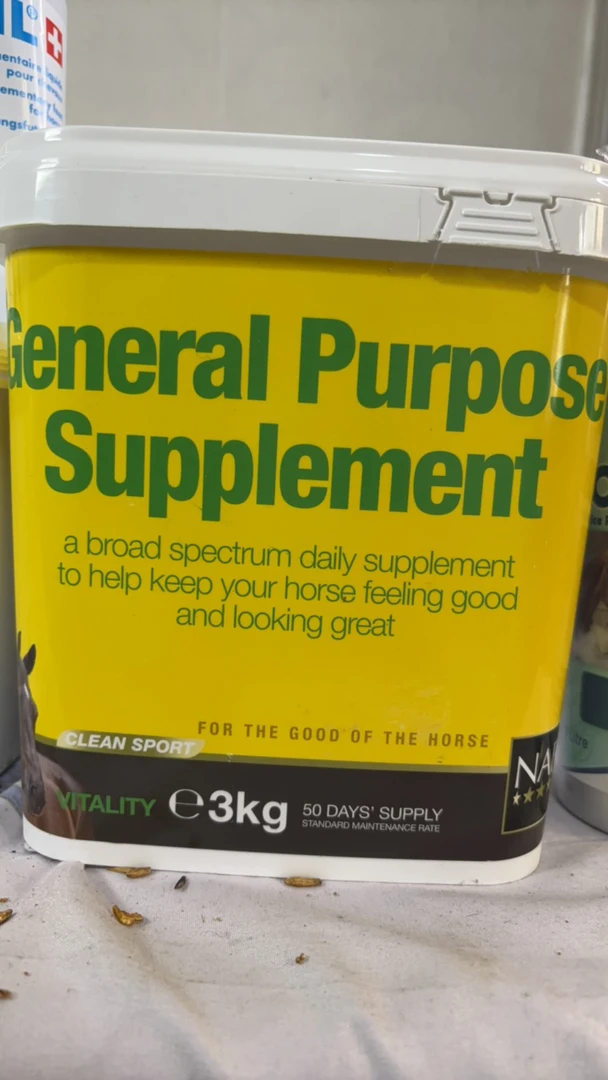 General Purpose
Supplement
a broad spectrum daily supplement
to help keep your horse feeling good
and looking great
FOR THE GOOD OF THE HORSE
CLEAN SPORT
VITALITY e3kg 50 DAYS' SUPPLY
STANDARD MAINTENANCE RATE